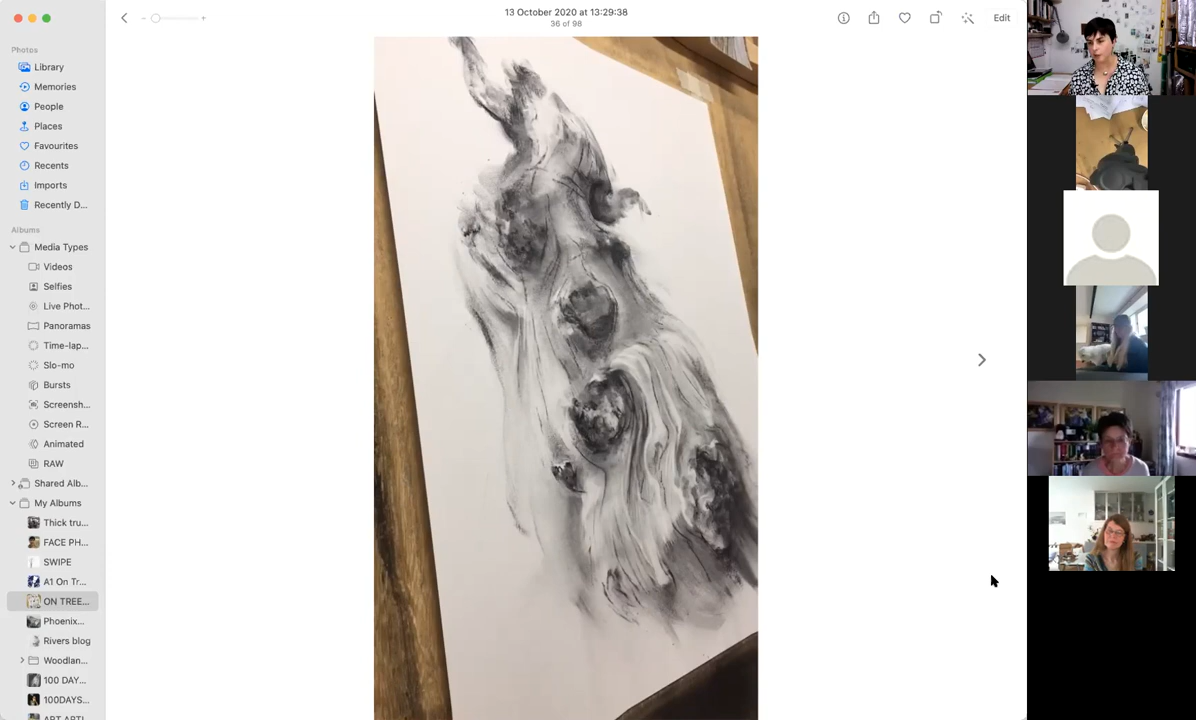 13 October 2020 at 13:29:38
36 of 98
Edit
Photos
Library
Memories
People
Places
Favourites
Recents
Imports
Recently D...
Albums
Media Types
Videos
Selfies
Live Phot...
Panoramas
Time-lap...
Slo-mo
Bursts
Screensh...
Screen R...
Animated
RAW
Shared Alb...
My Albums
Thick tru...
FACE PH...
SWIPE
A1 On Tr...
ON TREE...
Phoenix...
Rivers blog
Woodlan...
100 DAY...
100DAYS...